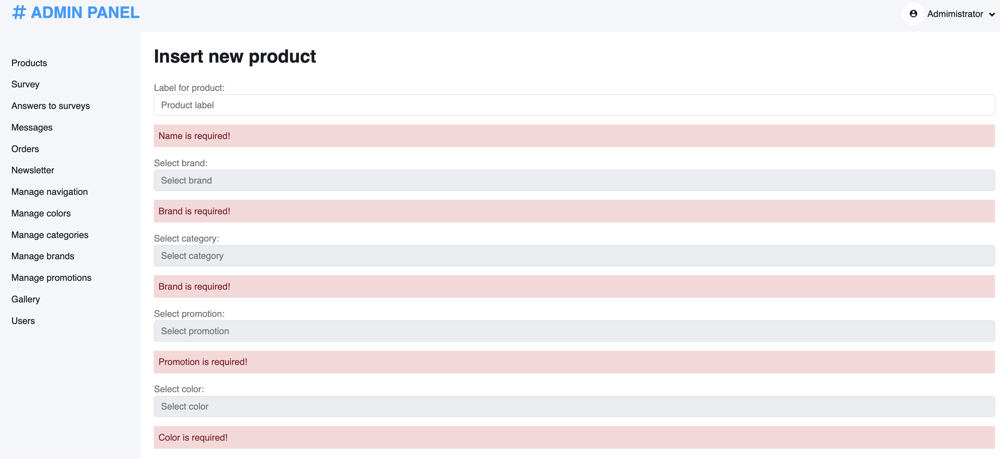 # ADMIN PANEL
Admimistrator
Products
Survey
Answers to surveys
Messages
Orders
Newsletter
Manage navigation
Manage colors
Manage categories
Manage brands
Manage promotions
Gallery
Users
Insert new product
Label for product:
Product label
Name is required!
Select brand:
Select brand
Brand is required!
Select category:
Select category
Brand is required!
Select promotion:
Select promotion
Promotion is required!
Select color:
Select color
Color is required!